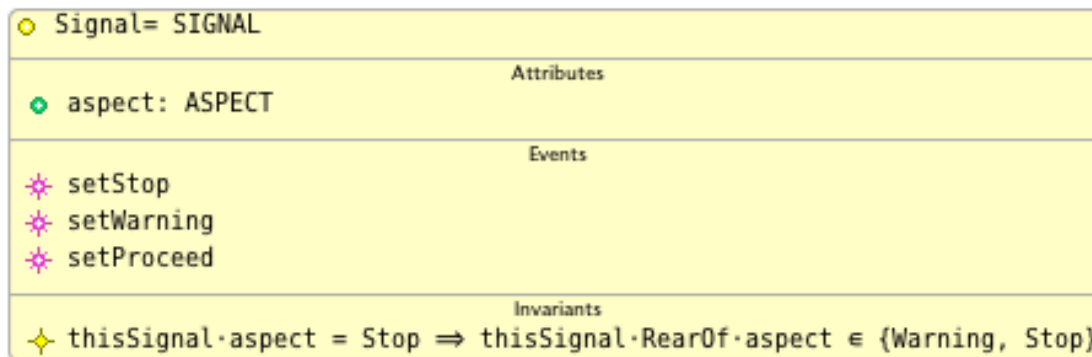 Signal= SIGNAL
Attributes
aspect: ASPECT
Events
setStop
setWarning
setProceed
Invariants
thisSignal·aspect = Stop ⇒ thisSignal·RearOf·aspect ∈ {Warning, Stop}